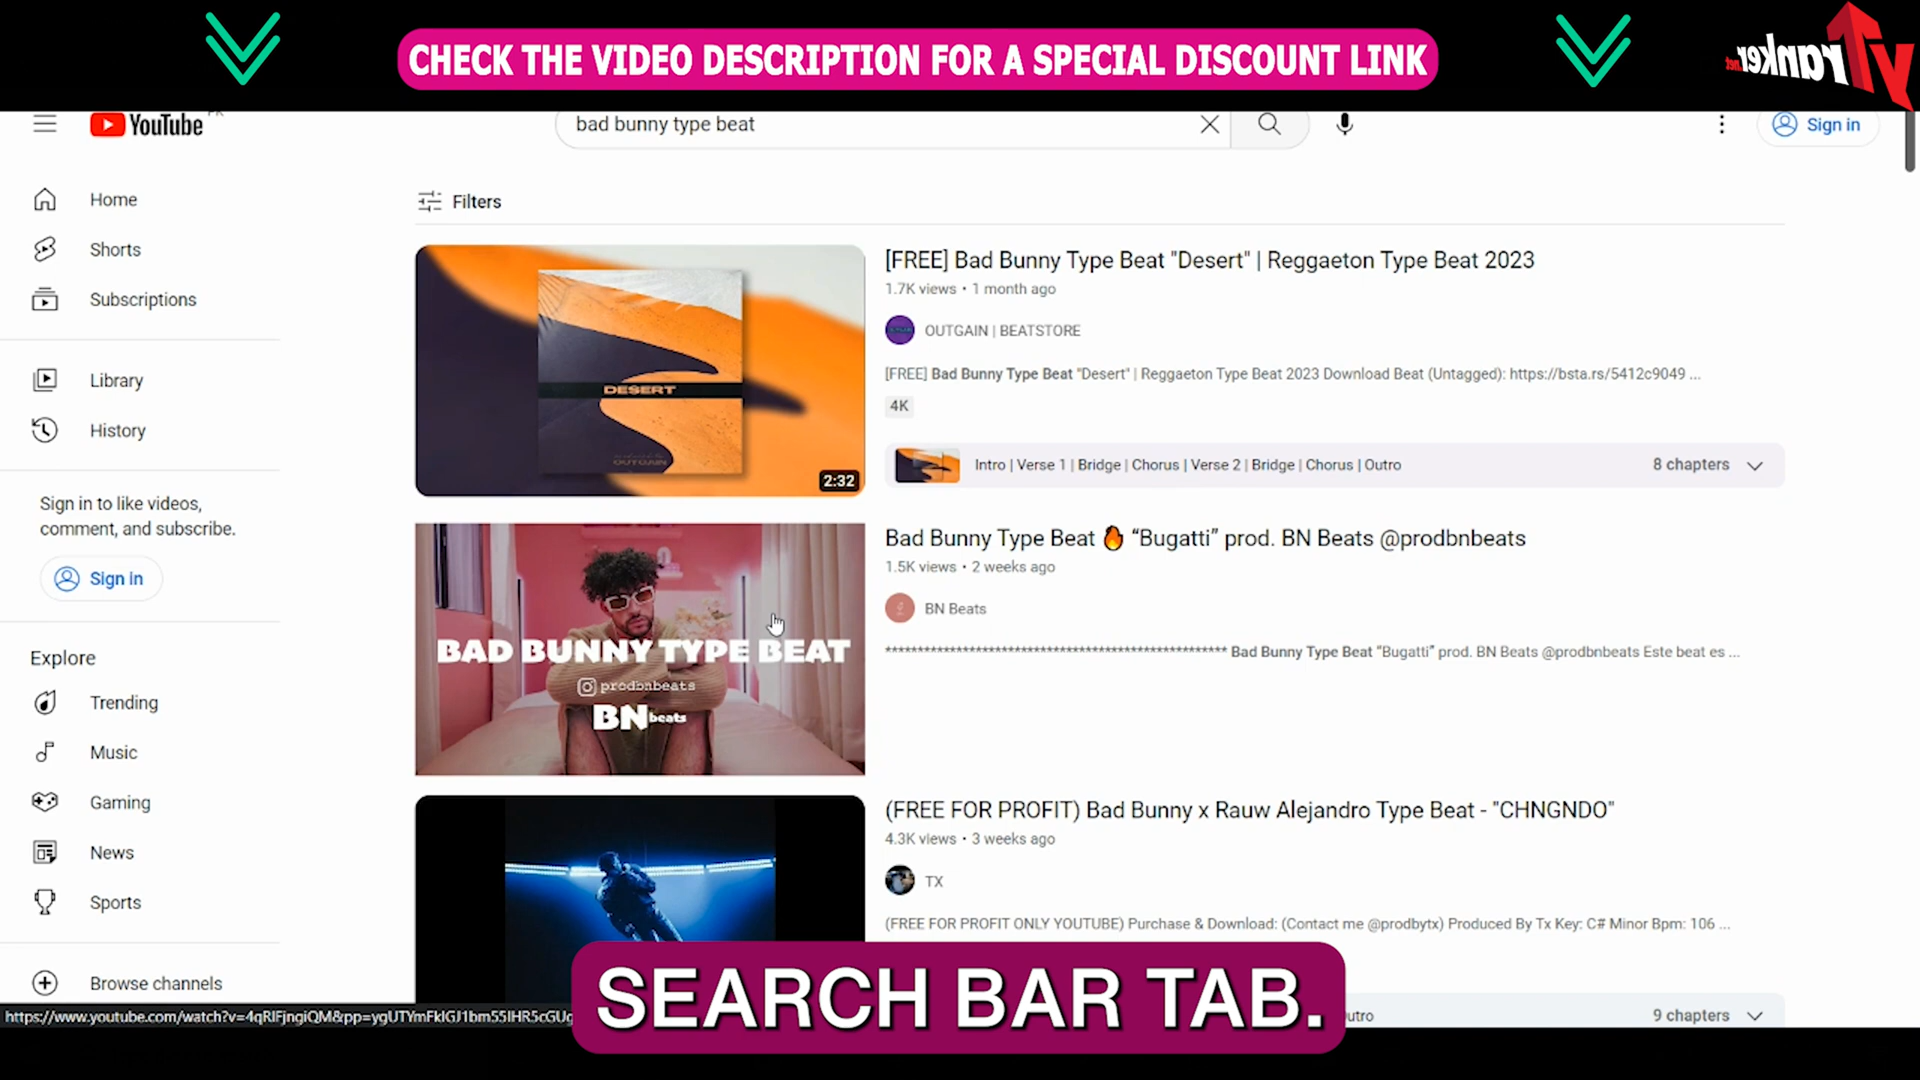 CHECK THE VIDEO DESCRIPTION FOR A SPECIAL DISCOUNT LINK
TYranker.net
YouTube
bad bunny type beat
Sign in
Home
Shorts
Subscriptions
Library
History
Sign in to like videos,
comment, and subscribe.
Sign in
Explore
Trending
Music
Gaming
News
Sports
Browse channels
Filters
DESERT
OUTGAIN
2:32
[FREE] Bad Bunny Type Beat "Desert" | Reggaeton Type Beat 2023
1.7K views • 1 month ago
OUTGAIN | BEATSTORE
[FREE] Bad Bunny Type Beat "Desert" | Reggaeton Type Beat 2023 Download Beat (Untagged): https://bsta.rs/5412c9049 ...
4K
Intro | Verse 1 | Bridge | Chorus | Verse 2 | Bridge | Chorus | Outro
8 chapters
BAD BUNNY TYPE BEAT
prodbnbeats
BN beats
Bad Bunny Type Beat 🔥 “Bugatti” prod. BN Beats @prodbnbeats
1.5K views • 2 weeks ago
BN Beats
***************************************************** Bad Bunny Type Beat “Bugatti” prod. BN Beats @prodbnbeats Este beat es ...
(FREE FOR PROFIT) Bad Bunny x Rauw Alejandro Type Beat - "CHNGNDO"
4.3K views • 3 weeks ago
TX
(FREE FOR PROFIT ONLY YOUTUBE) Purchase & Download: (Contact me @prodbytx) Produced By Tx Key: C# Minor Bpm: 106 ...
9 chapters
SEARCH BAR TAB.